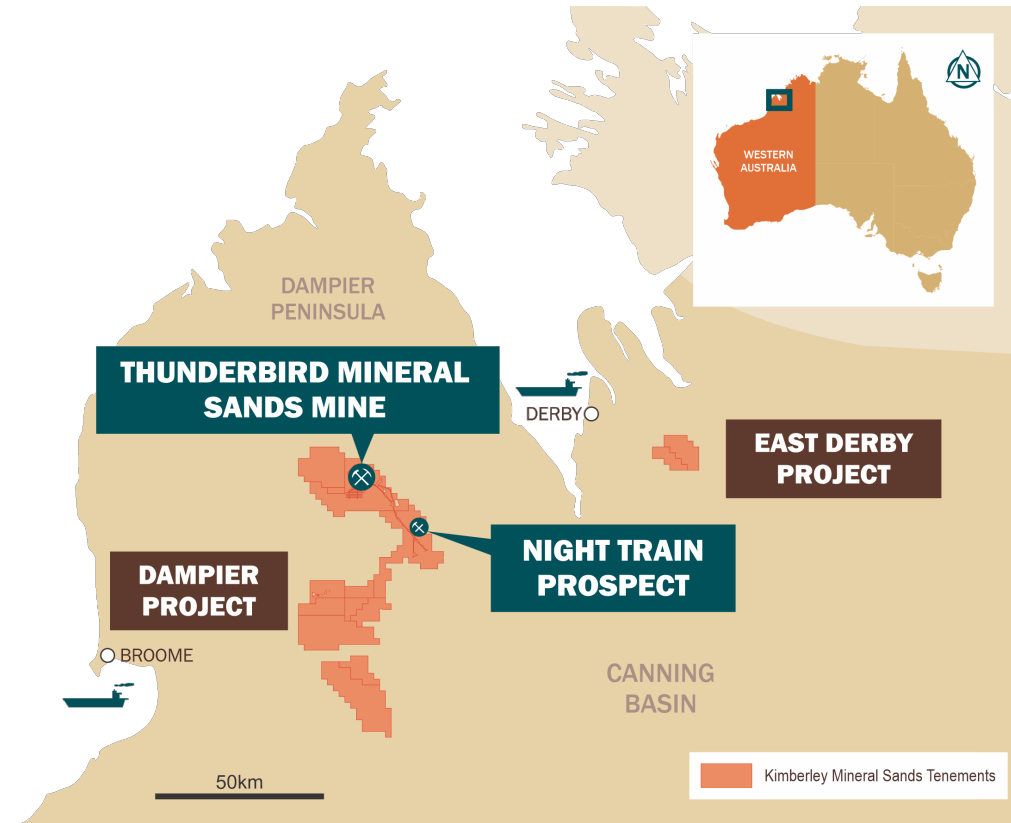 N
WESTERN
AUSTRALIA
DAMPIER
PENINSULA
THUNDERBIRD MINERAL
SANDS MINE
DERBY
EAST DERBY
PROJECT
NIGHT TRAIN
PROSPECT
DAMPIER
PROJECT
BROOME
CANNING
BASIN
50km
Kimberley Mineral Sands Tenements